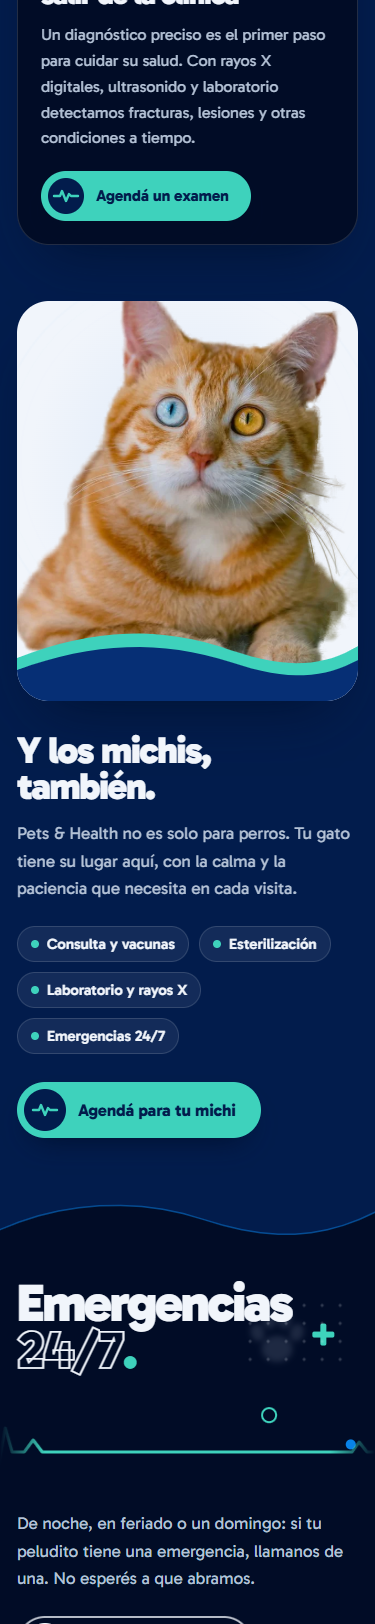 salir de la clínica
Un diagnóstico preciso es el primer paso
para cuidar su salud. Con rayos X
digitales, ultrasonido y laboratorio
detectamos fracturas, lesiones y otras
condiciones a tiempo.
Agendá un examen
Y los michis,
también.
Pets & Health no es solo para perros. Tu gato
tiene su lugar aquí, con la calma y la
paciencia que necesita en cada visita.
Consulta y vacunas
Esterilización
Laboratorio y rayos X
Emergencias 24/7
Agendá para tu michi
Emergencias
24/7.
De noche, en feriado o un domingo: si tu
peludito tiene una emergencia, llamanos de
una. No esperés a que abramos.